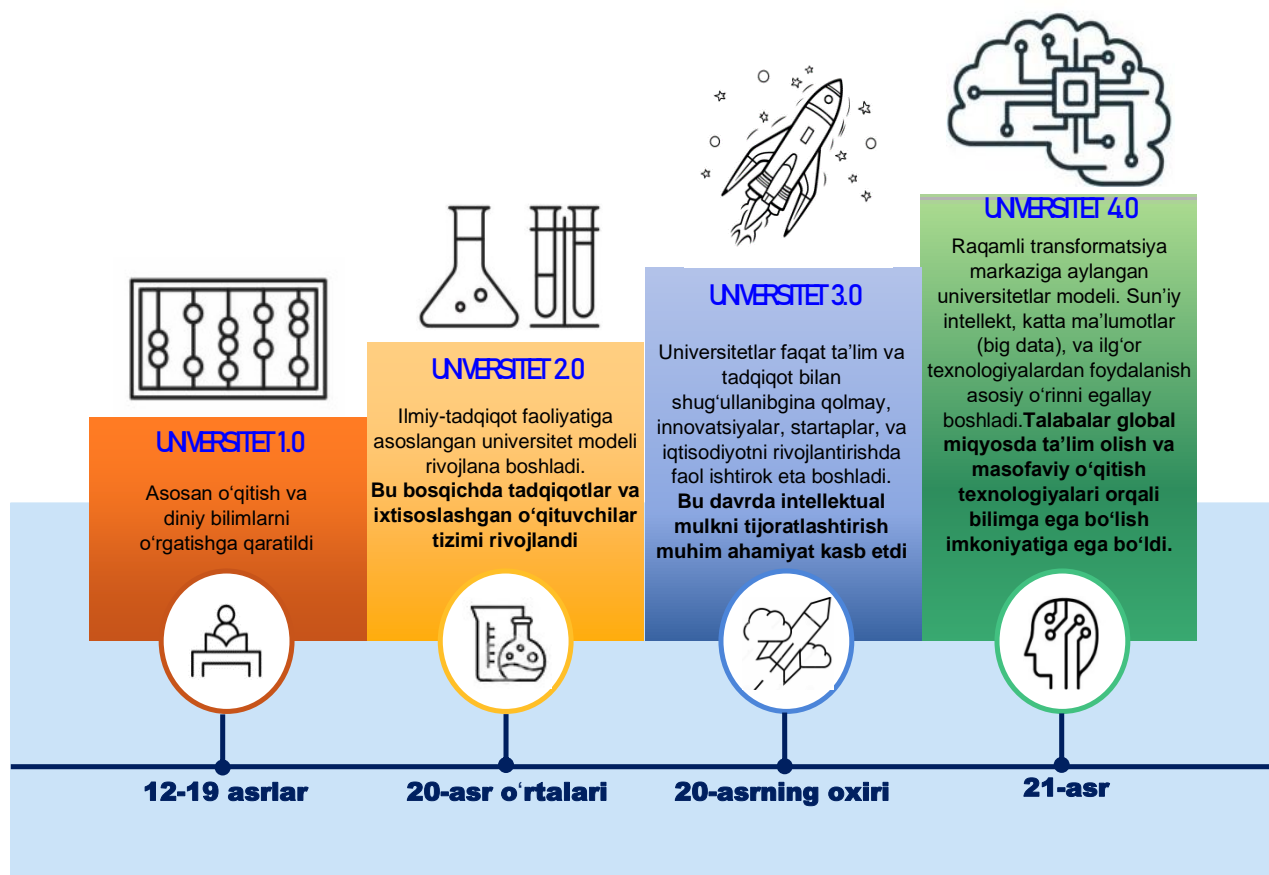 UNIVERSITET 1.0
Asosan o‘qitish va
diniy bilimlarni
o‘rgatishga qaratildi
12-19 asrlar
UNIVERSITET 2.0
Ilmiy-tadqiqot faoliyatiga
asoslangan universitet modeli
rivojlana boshladi.
Bu bosqichda tadqiqotlar va
ixtisoslashgan o‘qituvchilar
tizimi rivojlandi
20-asr o‘rtalari
UNIVERSITET 3.0
Universitetlar faqat ta’lim va
tadqiqot bilan
shug‘ullanibgina qolmay,
innovatsiyalar, startaplar, va
iqtisodiyotni rivojlantirishda
faol ishtirok eta boshladi.
Bu davrda intellektual
mulkni tijoratlashtirish
muhim ahamiyat kasb etdi
20-asrning oxiri
UNIVERSITET 4.0
Raqamli transformatsiya
markaziga aylangan
universitetlar modeli. Sun’iy
intellekt, katta ma’lumotlar
(big data), va ilg‘or
texnologiyalardan foydalanish
asosiy o‘rinni egallay
boshladi.Talabalar global
miqyosda ta’lim olish va
masofaviy o‘qitish
texnologiyalari orqali
bilimga ega bo‘lish
imkoniyatiga ega bo‘ldi.
21-asr